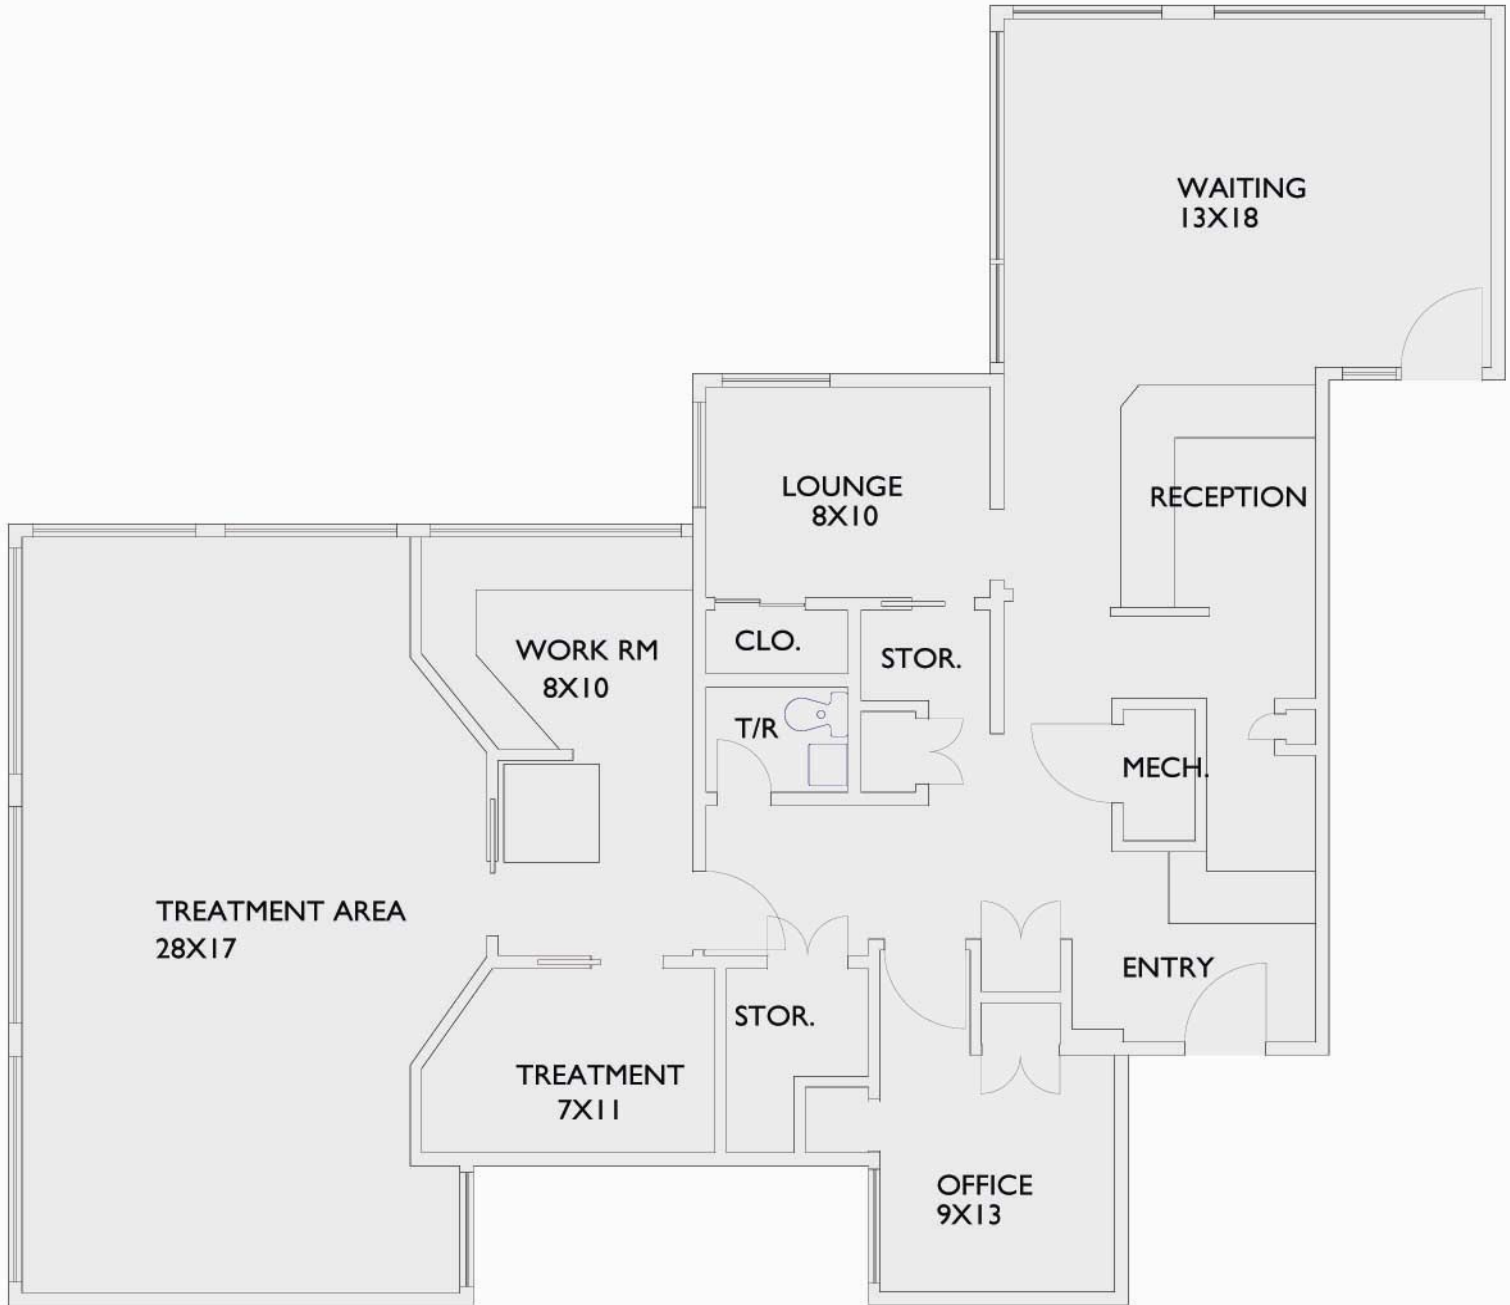 WAITING
13X18
LOUNGE
8X10
RECEPTION
WORK RM
8X10
CLO.
STOR.
T/R
MECH.
TREATMENT AREA
28X17
ENTRY
STOR.
TREATMENT
7X11
OFFICE
9X13